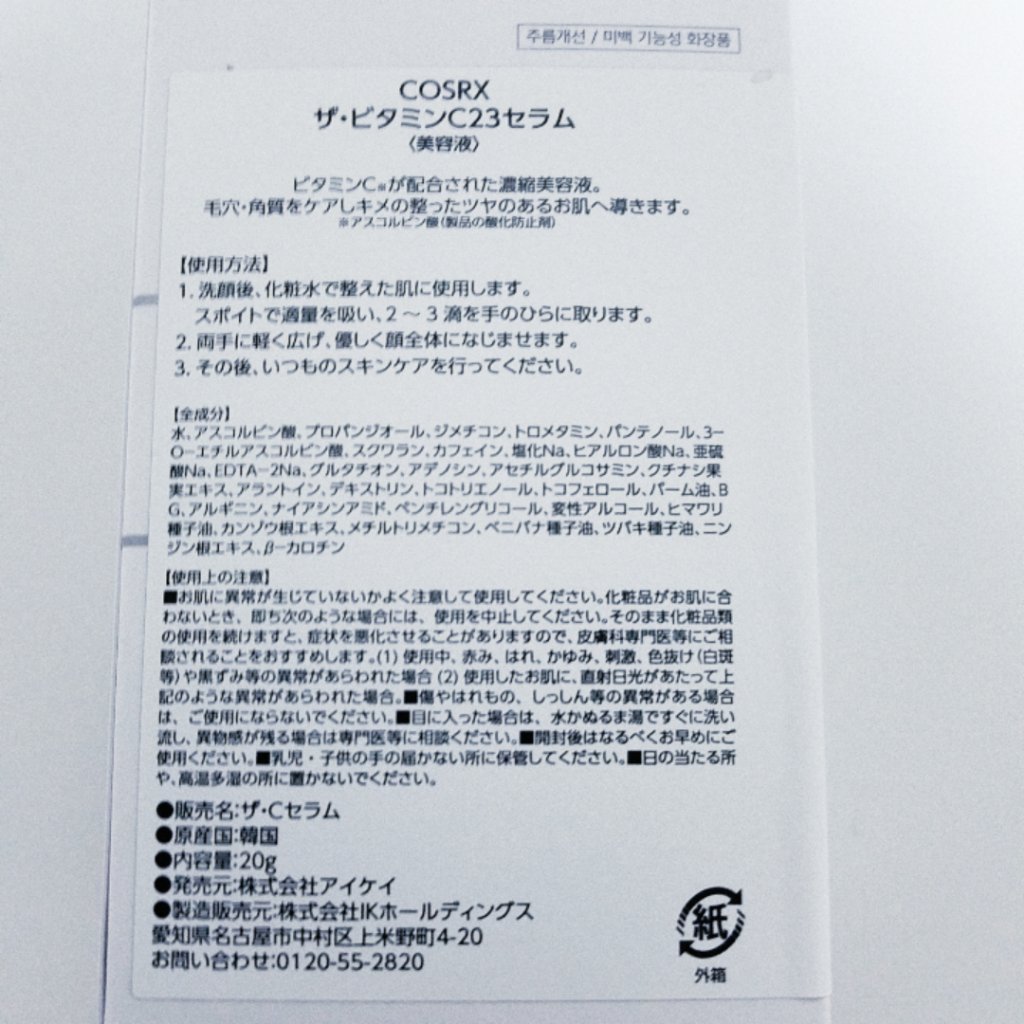 주름개선 / 미백 기능성 화장품
COSRX
ザ・ビタミンC23セラム
〈美容液〉
ビタミンC※が配合された濃縮美容液。
毛穴・角質をケアしキメの整ったツヤのあるお肌へ導きます。
※アスコルビン酸(製品の酸化防止剤)
【使用方法】
1. 洗顔後、化粧水で整えた肌に使用します。
スポイトで適量を吸い、2 〜 3 滴を手のひらに取ります。
2. 両手に軽く広げ、優しく顔全体になじませます。
3. その後、いつものスキンケアを行ってください。
【全成分】
水、アスコルビン酸、プロパンジオール、ジメチコン、トロメタミン、パンテノール、3-
O-エチルアスコルビン酸、スクワラン、カフェイン、塩化Na、ヒアルロン酸Na、亜硫
酸Na、EDTA-2Na、グルタチオン、アデノシン、アセチルグルコサミン、クチナシ果
実エキス、アラントイン、デキストリン、トコトリエノール、トコフェロール、パーム油、B
G、アルギニン、ナイアシンアミド、ペンチレングリコール、変性アルコール、ヒマワリ
種子油、カンゾウ根エキス、メチルトリメチコン、ベニバナ種子油、ツバキ種子油、ニン
ジン根エキス、β-カロチン
【使用上の注意】
■お肌に異常が生じていないかよく注意して使用してください。化粧品がお肌に合
わないとき、即ち次のような場合には、使用を中止してください。そのまま化粧品類
の使用を続けますと、症状を悪化させることがありますので、皮膚科専門医等にご相
談されることをおすすめします。(1) 使用中、赤み、はれ、かゆみ、刺激、色抜け(白斑
等)や黒ずみ等の異常があらわれた場合 (2) 使用したお肌に、直射日光があたって上
記のような異常があらわれた場合。■傷やはれもの、しっしん等の異常がある場合
は、ご使用にならないでください。■目に入った場合は、水かぬるま湯ですぐに洗い
流し、異物感が残る場合は専門医等に相談ください。■開封後はなるべくお早めにご
使用ください。■乳児・子供の手の届かない所に保管してください。■日の当たる所
や、高温多湿の所に置かないでください。
●販売名:ザ・Cセラム
●原産国:韓国
●内容量:20g
●発売元:株式会社アイケイ
●製造販売元:株式会社IKホールディングス
愛知県名古屋市中村区上米野町4-20
お問い合わせ:0120-55-2820
紙
外箱